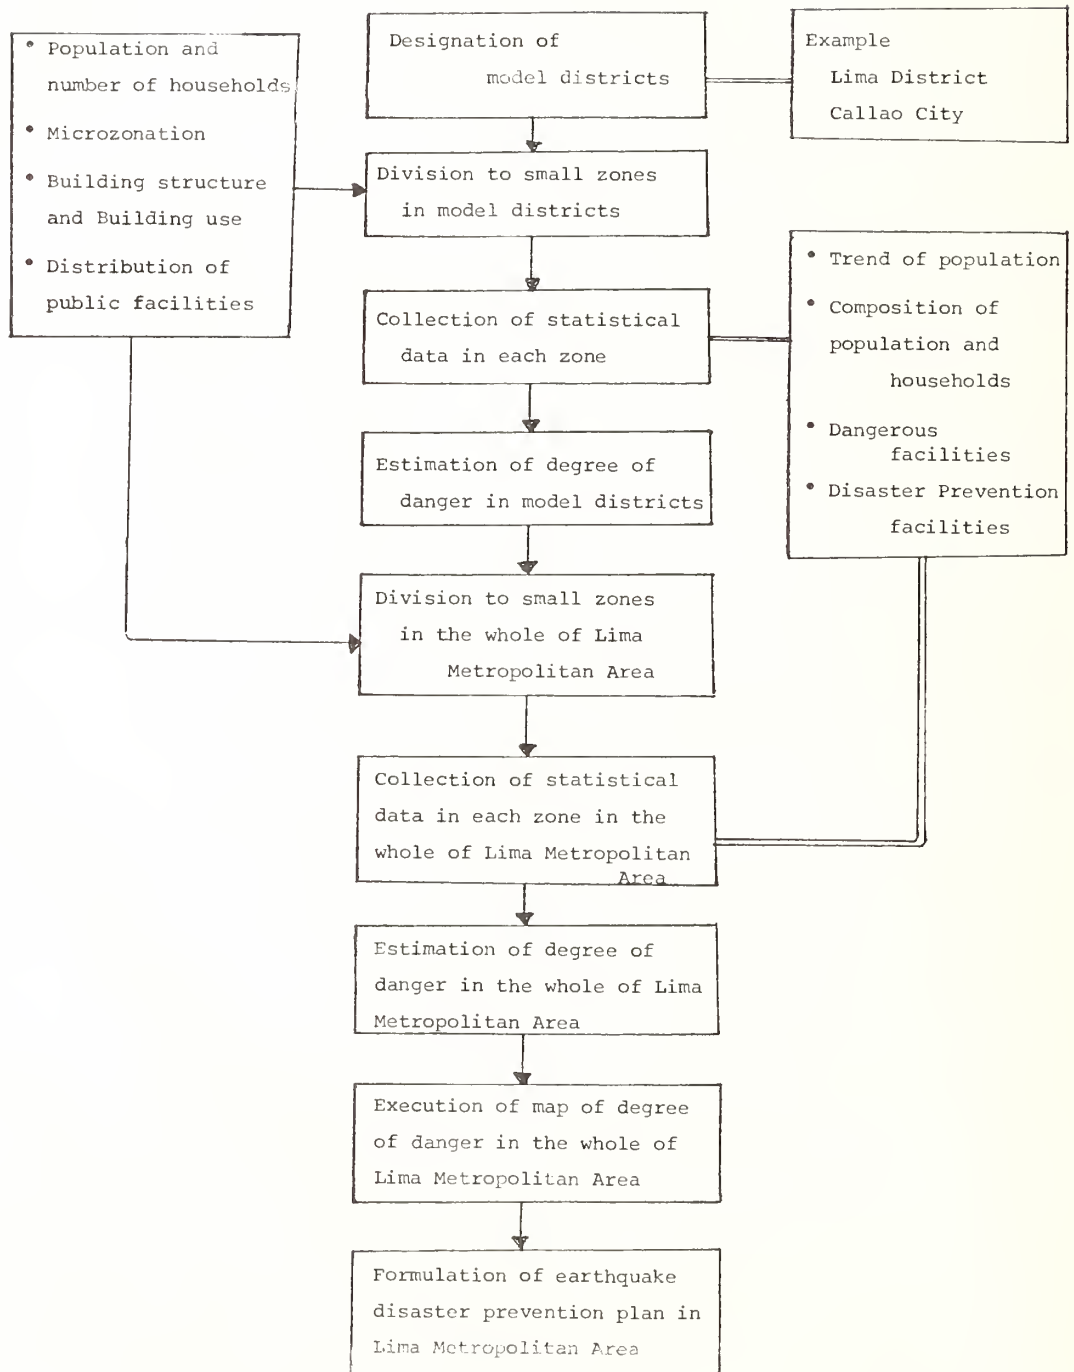 • Population and
number of households
• Microzonation
• Building structure
and Building use
• Distribution of
public facilities
Designation of
model districts
Example
Lima District
Callao City
Division to small zones
in model districts
Collection of statistical
data in each zone
• Trend of population
• Composition of
population and
households
• Dangerous
facilities
• Disaster Prevention
facilities
Estimation of degree of
danger in model districts
Division to small zones
in the whole of Lima
Metropolitan Area
Collection of statistical
data in each zone in the
whole of Lima Metropolitan
Area
Estimation of degree of
danger in the whole of Lima
Metropolitan Area
Execution of map of degree
of danger in the whole of
Lima Metropolitan Area
Formulation of earthquake
disaster prevention plan in
Lima Metropolitan Area